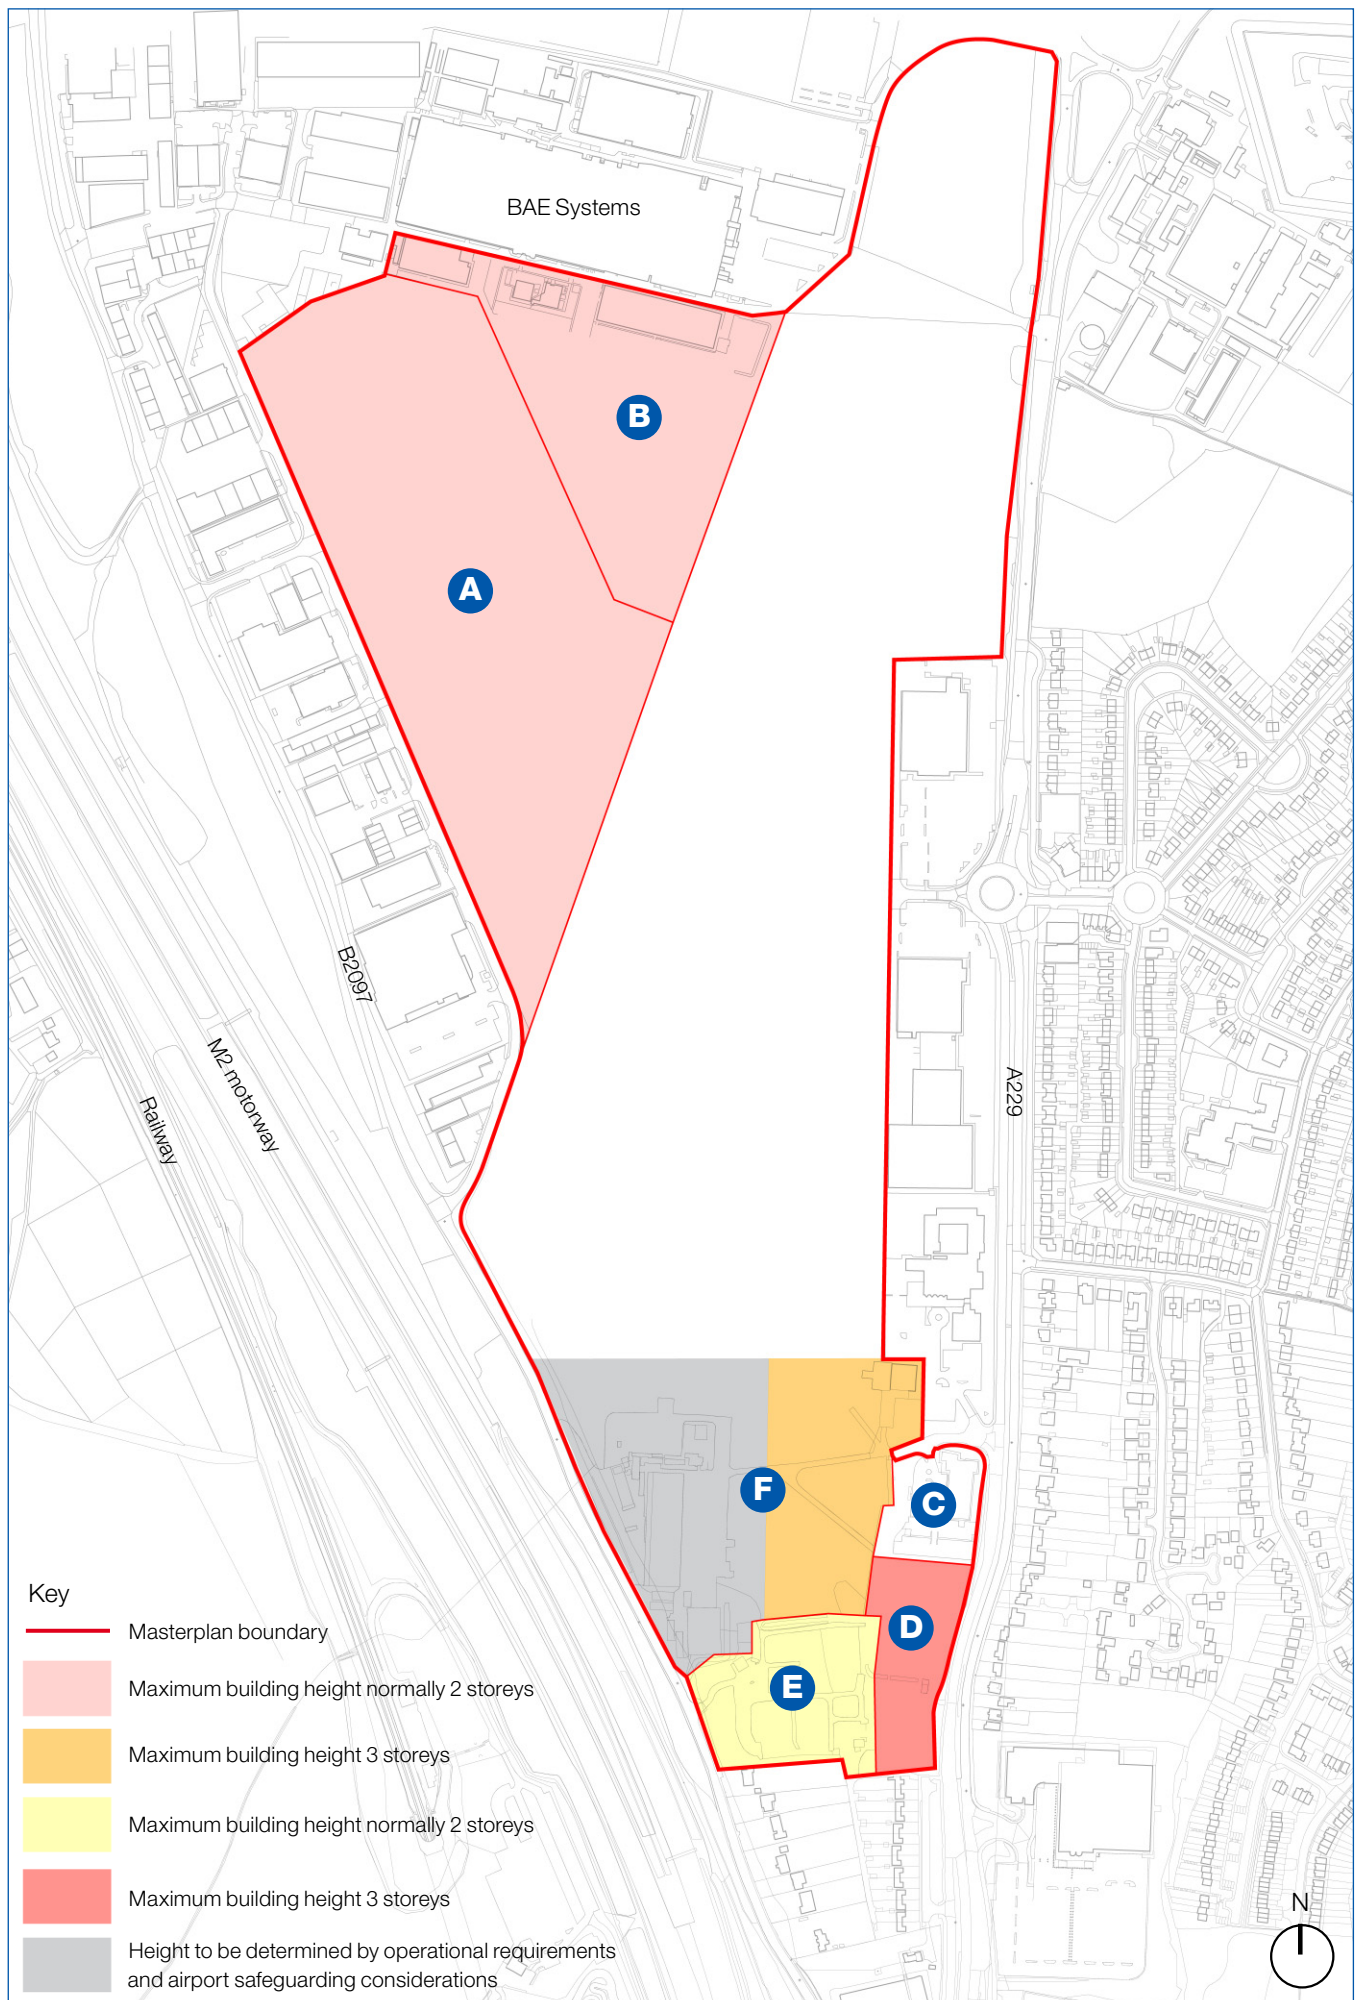 BAE Systems
B
A
B2097
M2 motorway
Railway
A229
F
C
D
E
Key
Masterplan boundary
Maximum building height normally 2 storeys
Maximum building height 3 storeys
Maximum building height normally 2 storeys
Maximum building height 3 storeys
Height to be determined by operational requirements
and airport safeguarding considerations
N